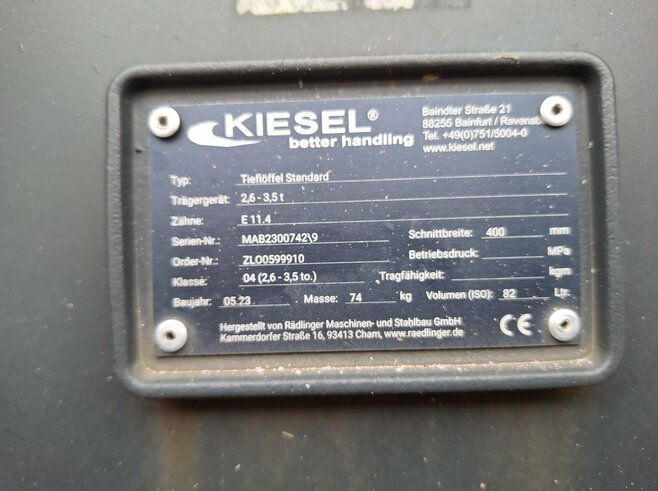 KIESEL®
better handling
Baindter Straße 21
88255 Bainfurt / Ravensb
Tel. +49(0)751/5004-0
www.kiesel.net
Typ: Tieflöffel Standard
Trägergerät: 2,6 - 3,5 t
Zähne: E 11.4
Serien-Nr.: MAB2300742\9 Schnittbreite: 400 mm
Order-Nr.: ZLO0599910 Betriebsdruck: MPa
Klasse: 04 (2,6 - 3,5 to.) Tragfähigkeit: kgm
Baujahr: 05.23 Masse: 74 kg Volumen (ISO): 82 Ltr.
Hergestellt von Rädlinger Maschinen- und Stahlbau GmbH
Kammerdorfer Straße 16, 93413 Cham, www.raedlinger.de
CE